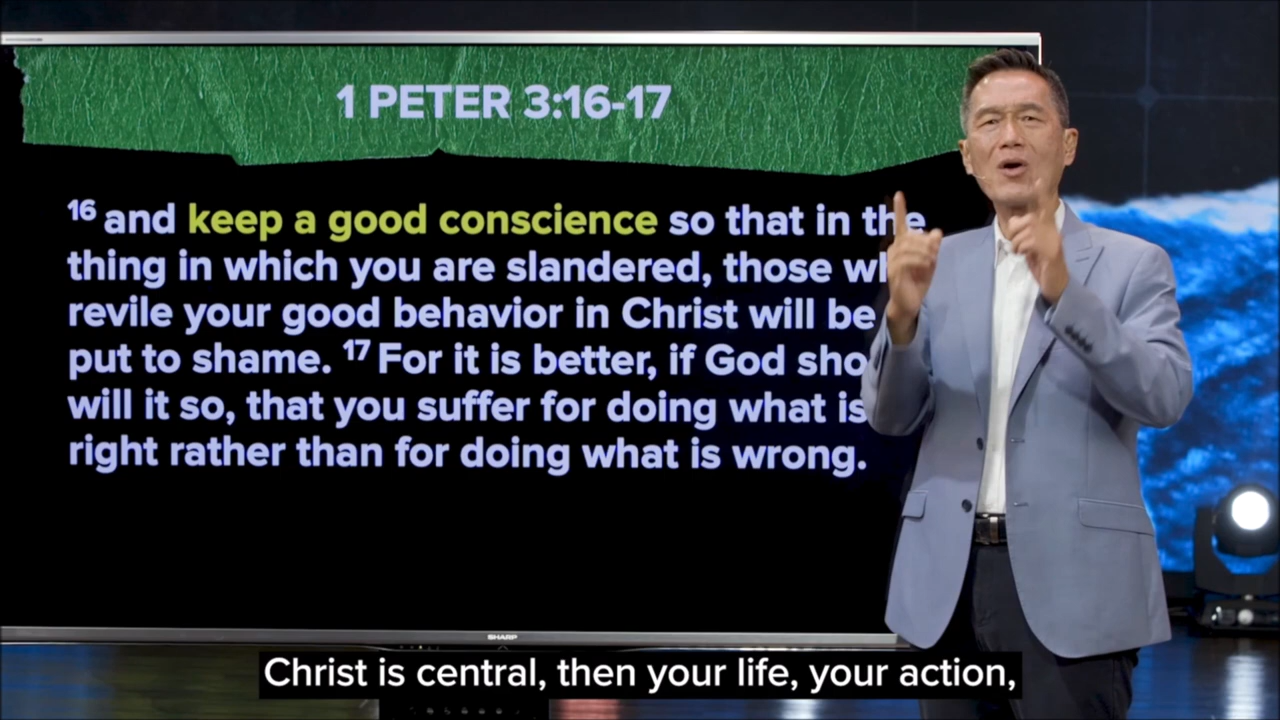 1 PETER 3:16-17
16 and keep a good conscience so that in the
thing in which you are slandered, those
revile your good behavior in Christ will be
put to shame. 17 For it is better, if God
will it so, that you suffer for doing what is
right rather than for doing what is wrong.
SHARP
Christ is central, then your life, your action,